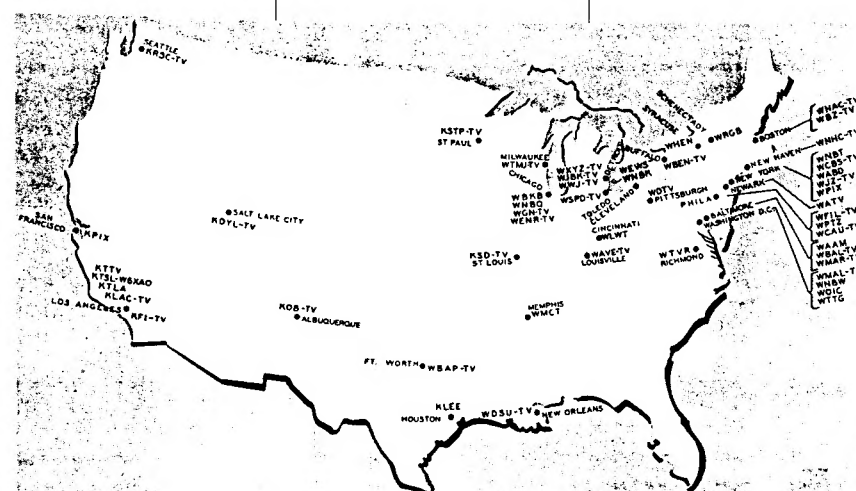 SEATTLE
KRSC-TV
KSTP-TV
ST PAUL
MILWAUKEE
WTMJ-TV
CHICAGO
WBKB
WNBQ
WGN-TV
WENR-TV
WXYZ-TV
WJBK-TV
WWJ-TV
DETROIT
WSPD-TV
TOLEDO
CLEVELAND
WEWS
WNBK
BUFFALO
WBEN-TV
SYRACUSE
WHEN
SCHENECTADY
WRGB
BOSTON
WNAC-TV
WBZ-TV
NEW HAVEN
WNHC-TV
NEW YORK
WNBT
WCBS-TV
WABD
WJZ-TV
WPIX
NEWARK
WATV
PHILA
WFIL-TV
WPTZ
WCAU-TV
BALTIMORE
WAAM
WBAL-TV
WMAR-TV
WASHINGTON D.C.
WMAL-TV
WNBW
WOIC
WTTG
WDTV
PITTSBURGH
CINCINNATI
WLWT
WAVE-TV
LOUISVILLE
WTVR
RICHMOND
SALT LAKE CITY
KDYL-TV
SAN
FRANCISCO
KPIX
KTTV
KTSL-W6XAO
KTLA
KLAC-TV
LOS ANGELES KFI-TV
KSD-TV
ST LOUIS
KOB-TV
ALBUQUERQUE
MEMPHIS
WMCT
FT. WORTH WBAP-TV
KLEE
HOUSTON
WDSU-TV NEW ORLEANS